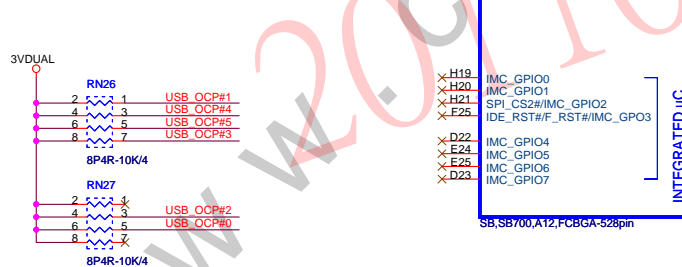 3VDUAL
RN26
2 1 USB_OCP#1
4 3 USB_OCP#4
6 5 USB_OCP#5
8 7 USB_OCP#3
8P4R-10K/4
RN27
2 1
4 3 USB_OCP#2
6 5 USB_OCP#0
8 7
8P4R-10K/4
H19 IMC_GPIO0
H20 IMC_GPIO1
H21 SPI_CS2#/IMC_GPIO2
F25 IDE_RST#/F_RST#/IMC_GPO3
D22 IMC_GPIO4
E24 IMC_GPIO5
E25 IMC_GPIO6
D23 IMC_GPIO7
INTEGRATED uC
SB,SB700,A12,FCBGA-528pin
w w .